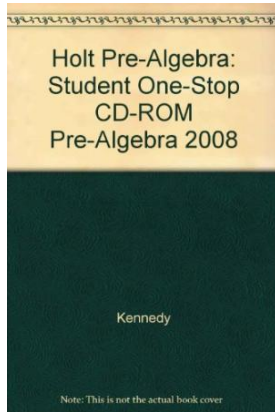 Holt Pre-Algebra:
Student One-Stop
CD-ROM
Pre-Algebra 2008
Kennedy
Note: This is not the actual book cover